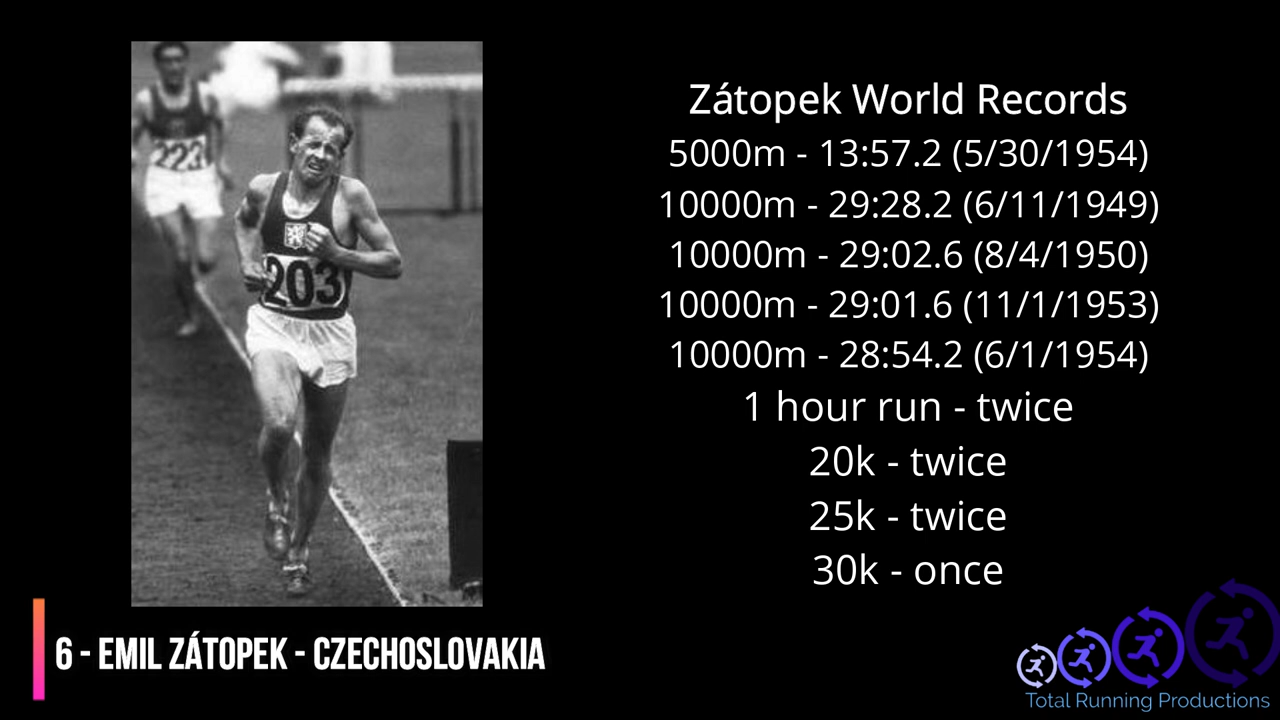 Zátopek World Records
5000m - 13:57.2 (5/30/1954)
10000m - 29:28.2 (6/11/1949)
10000m - 29:02.6 (8/4/1950)
10000m - 29:01.6 (11/1/1953)
10000m - 28:54.2 (6/1/1954)
1 hour run - twice
20k - twice
25k - twice
30k - once
203
6 - EMIL ZÁTOPEK - CZECHOSLOVAKIA
Total Running Productions